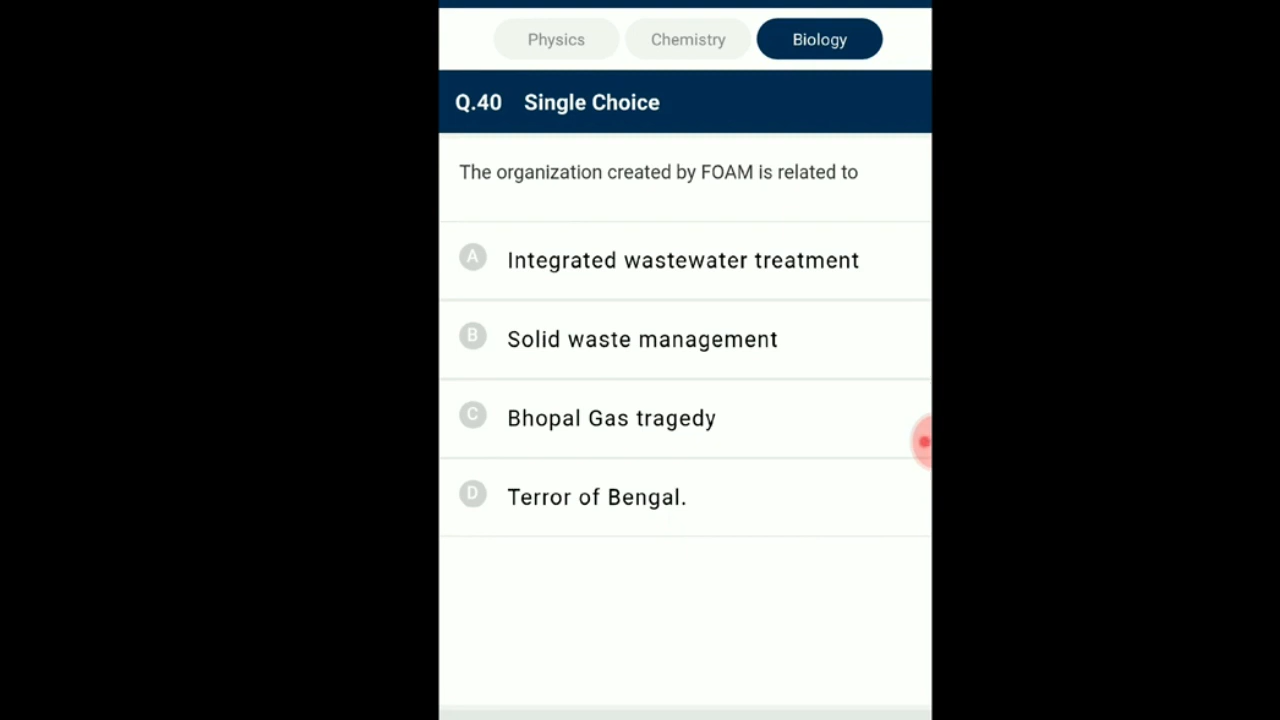 Physics Chemistry Biology
Q.40 Single Choice
The organization created by FOAM is related to
A Integrated wastewater treatment
B Solid waste management
C Bhopal Gas tragedy
D Terror of Bengal.